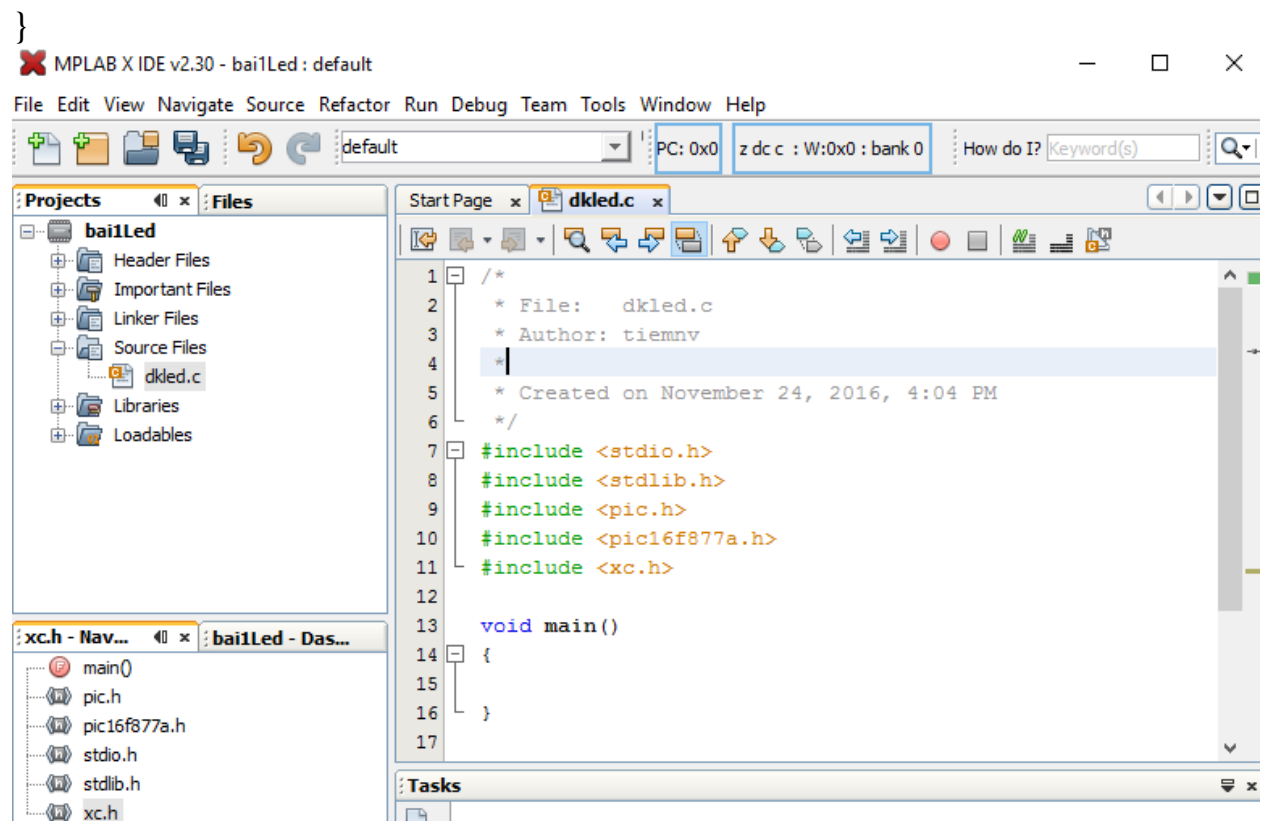 }
MPLAB X IDE v2.30 - bai1Led : default
File Edit View Navigate Source Refactor Run Debug Team Tools Window Help
default
PC: 0x0
z dc c : W:0x0 : bank 0
How do I? Keyword(s)
Projects
Files
bai1Led
Header Files
Important Files
Linker Files
Source Files
dkled.c
Libraries
Loadables
Start Page
dkled.c
1 /*
2 * File: dkled.c
3 * Author: tiemnv
4 *
5 * Created on November 24, 2016, 4:04 PM
6 */
7 #include <stdio.h>
8 #include <stdlib.h>
9 #include <pic.h>
10 #include <pic16f877a.h>
11 #include <xc.h>
12
13 void main()
14 {
15
16 }
17
xc.h - Nav...
bai1Led - Das...
main()
pic.h
pic16f877a.h
stdio.h
stdlib.h
xc.h
Tasks